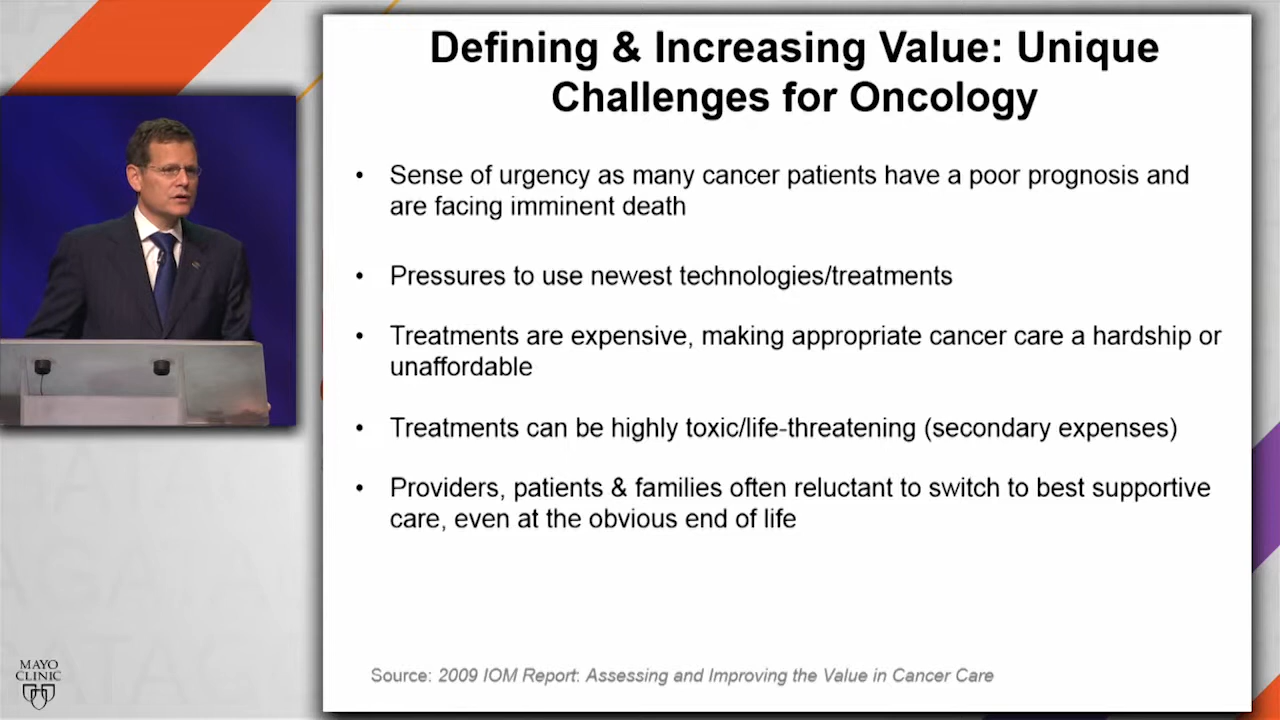 Defining & Increasing Value: Unique
Challenges for Oncology
• Sense of urgency as many cancer patients have a poor prognosis and
are facing imminent death
• Pressures to use newest technologies/treatments
• Treatments are expensive, making appropriate cancer care a hardship or
unaffordable
• Treatments can be highly toxic/life-threatening (secondary expenses)
• Providers, patients & families often reluctant to switch to best supportive
care, even at the obvious end of life
Source: 2009 IOM Report: Assessing and Improving the Value in Cancer Care
MAYO
CLINIC